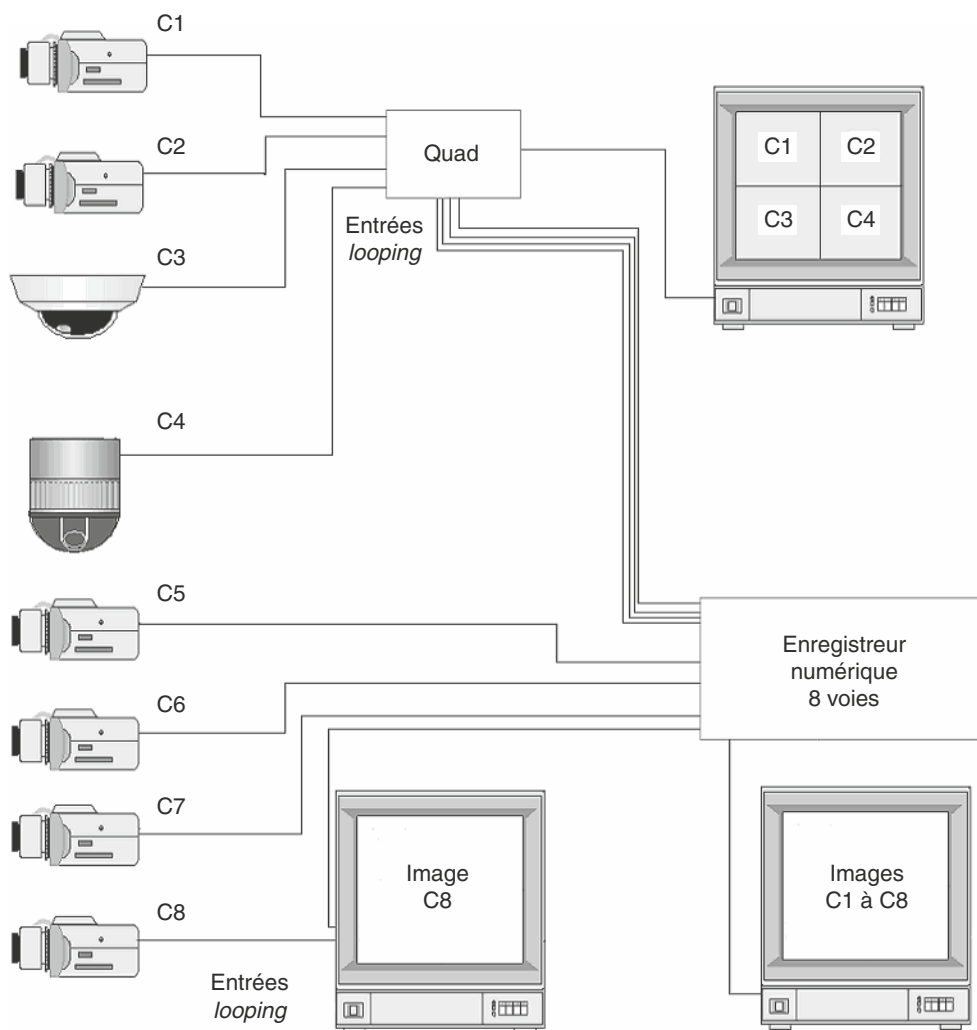 C1
C2
C3
C4
Quad
Entrées
looping
C1
C2
C3
C4
C5
C6
C7
C8
Enregistreur
numérique
8 voies
Image
C8
Entrées
looping
Images
C1 à C8